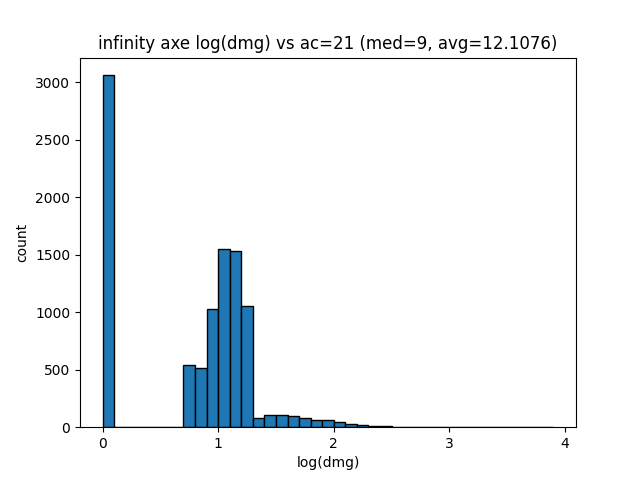 infinity axe log(dmg) vs ac=21 (med=9, avg=12.1076)
3000
2500
2000
1500
1000
500
0
count
0 1 2 3 4
log(dmg)